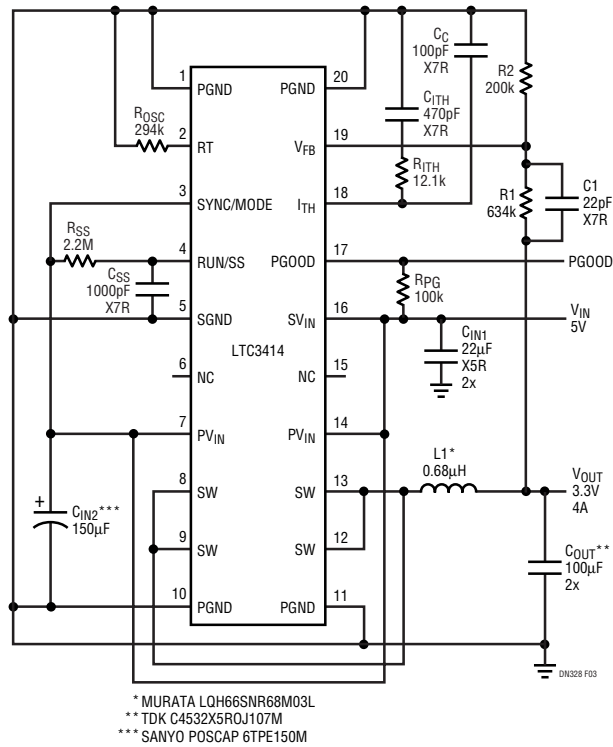 C_C
100pF
X7R
C_ITH
470pF
X7R
R2
200k
R_OSC
294k
1
PGND
PGND
20
2
RT
V_FB
19
R_ITH
12.1k
3
SYNC/MODE
I_TH
18
R1
634k
C1
22pF
X7R
R_SS
2.2M
4
RUN/SS
PGOOD
17
PGOOD
C_SS
1000pF
X7R
R_PG
100k
5
SGND
SV_IN
16
V_IN
5V
LTC3414
C_IN1
22µF
X5R
2x
6
NC
NC
15
7
PV_IN
PV_IN
14
L1*
0.68µH
8
SW
SW
13
V_OUT
3.3V
4A
+
C_IN2***
150µF
9
SW
SW
12
C_OUT**
100µF
2x
10
PGND
PGND
11
DN328 F03
* MURATA LQH66SNR68M03L
** TDK C4532X5ROJ107M
*** SANYO POSCAP 6TPE150M